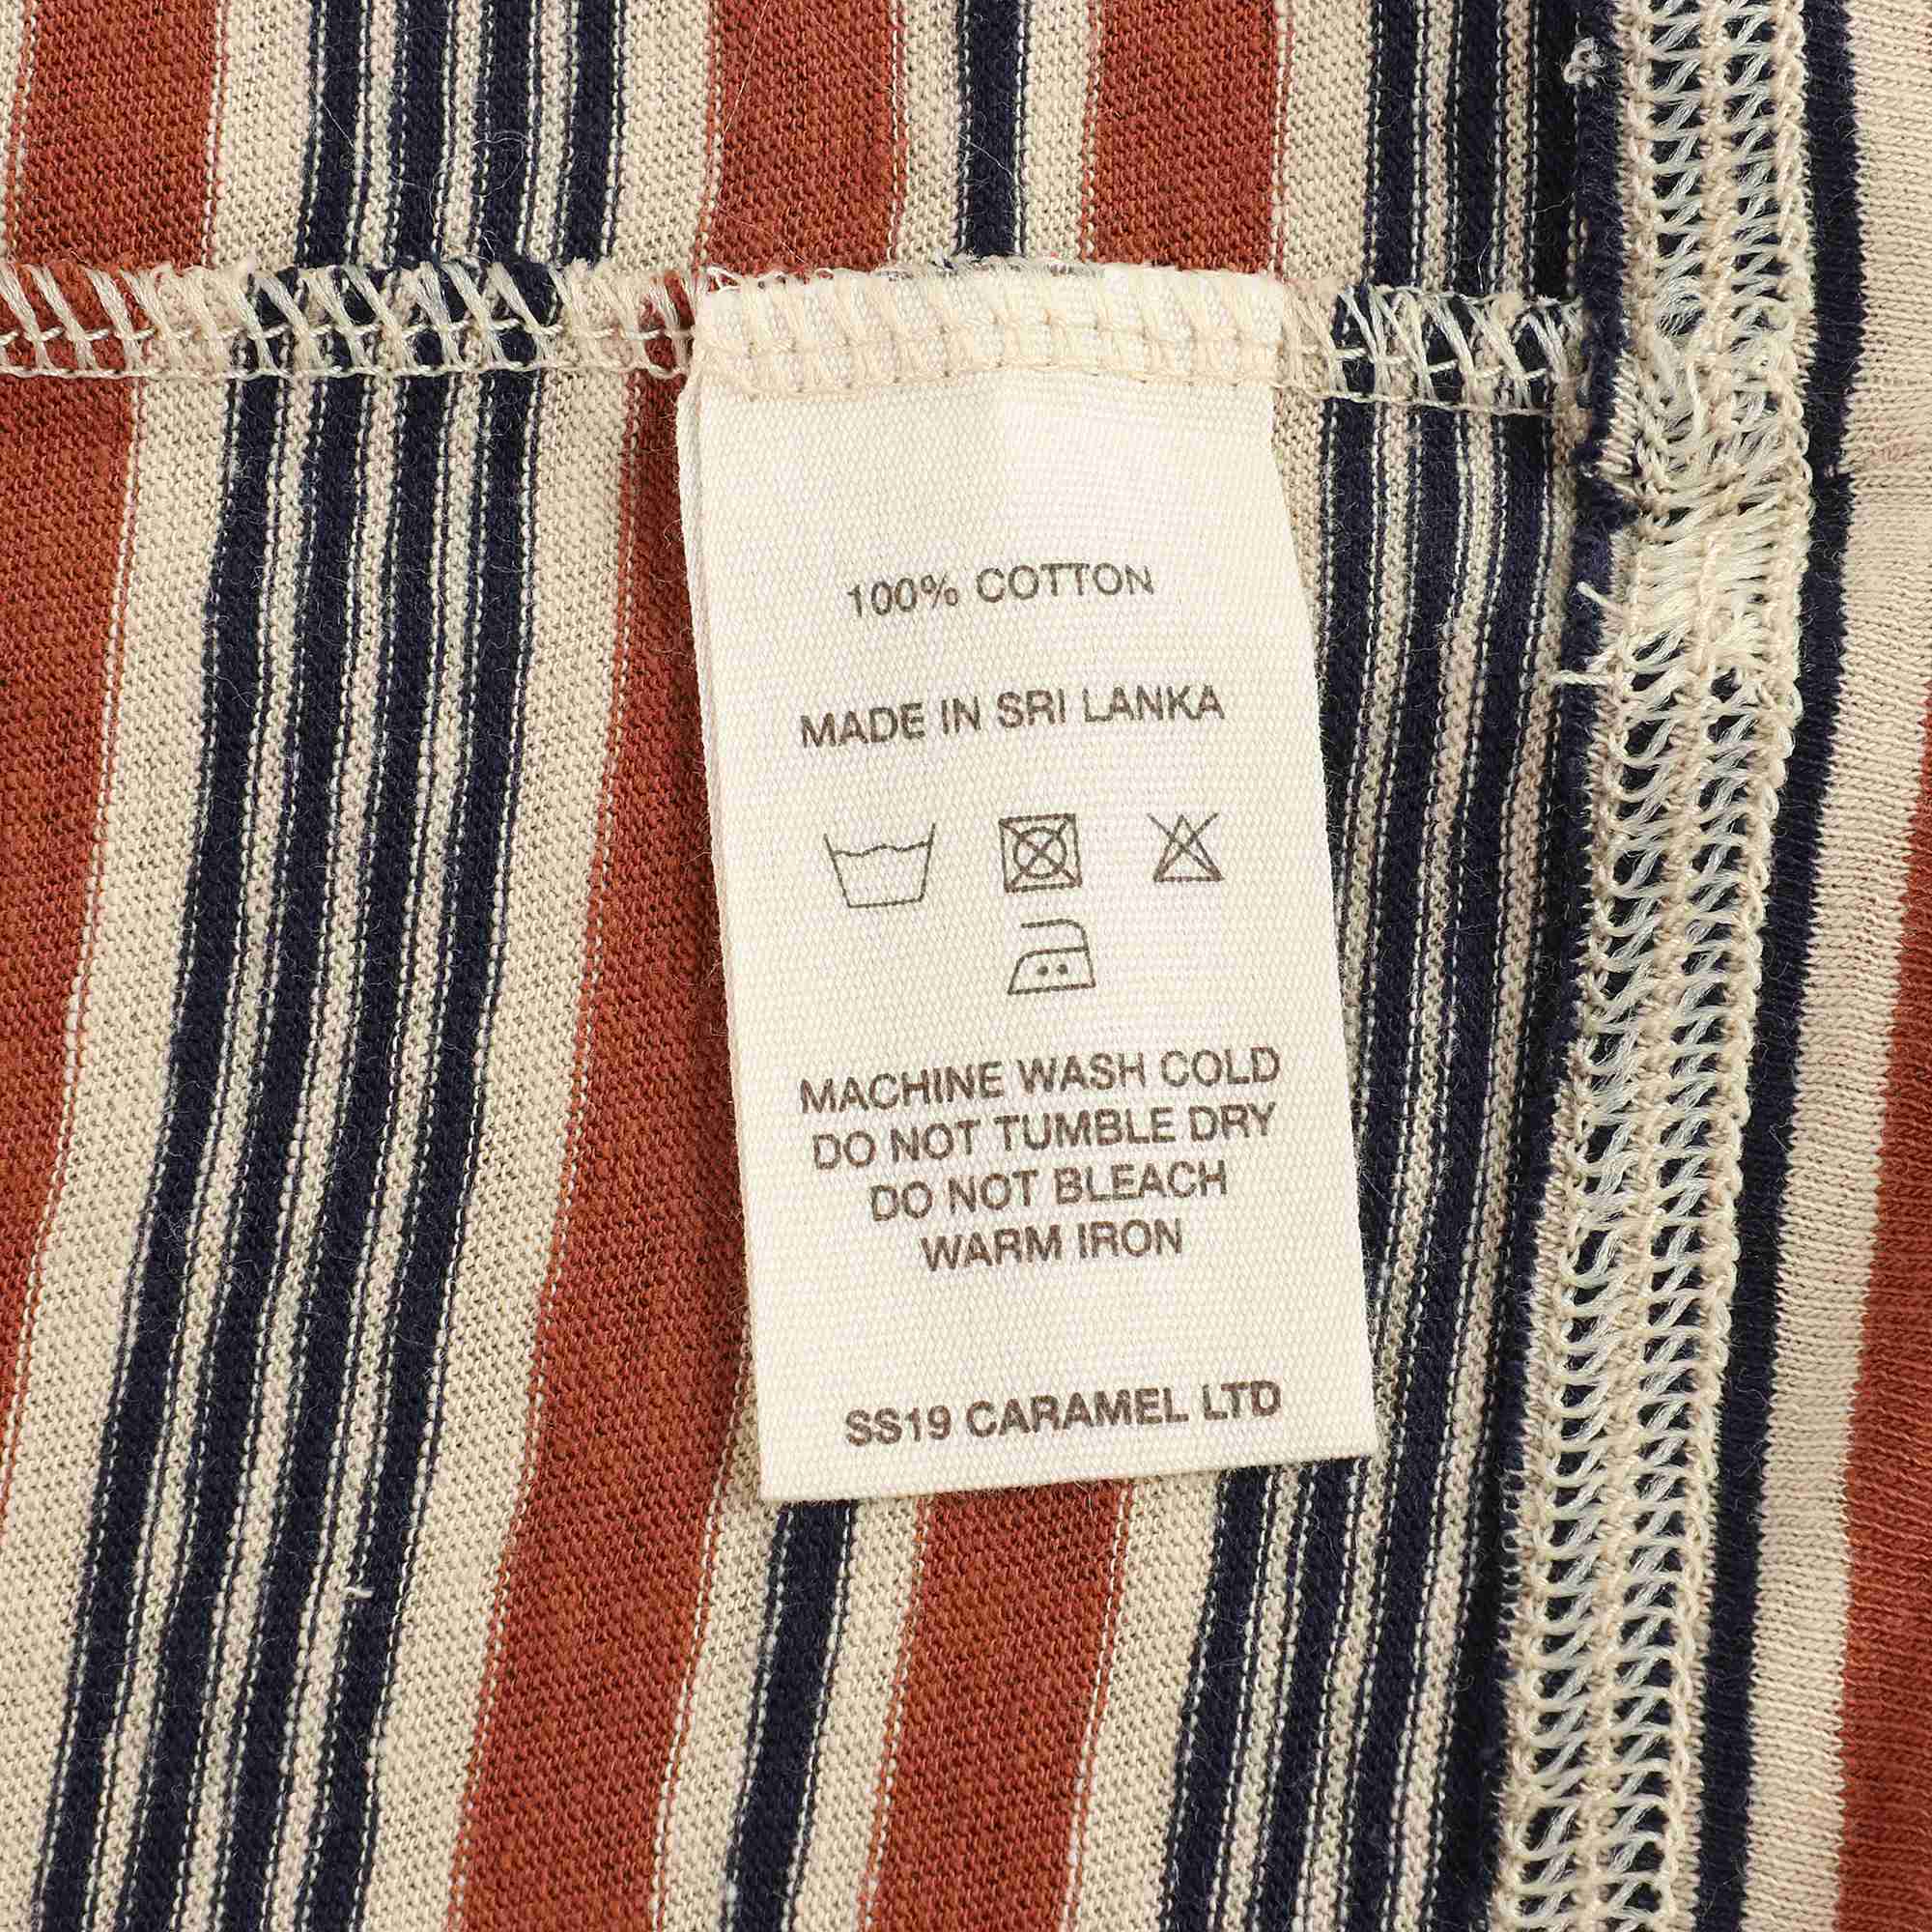 100% COTTON
MADE IN SRI LANKA
MACHINE WASH COLD
DO NOT TUMBLE DRY
DO NOT BLEACH
WARM IRON
SS19 CARAMEL LTD